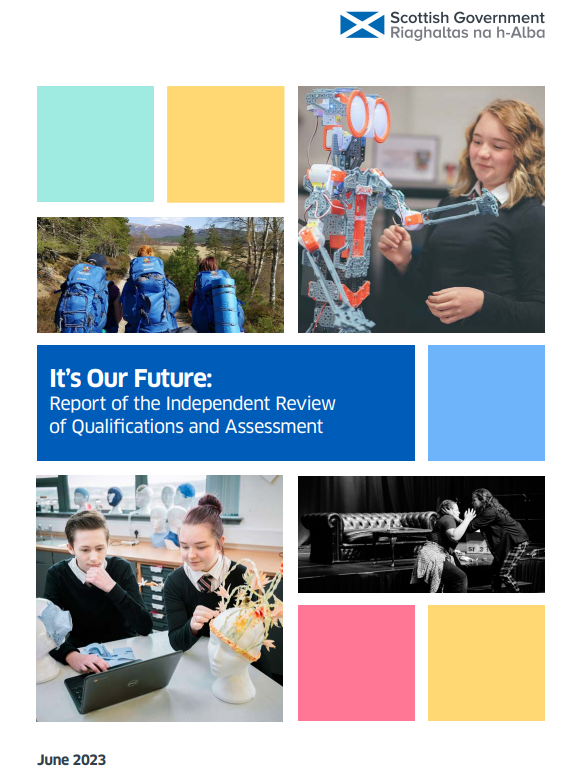 Scottish Government
Riaghaltas na h-Alba
It's Our Future:
Report of the Independent Review
of Qualifications and Assessment
June 2023